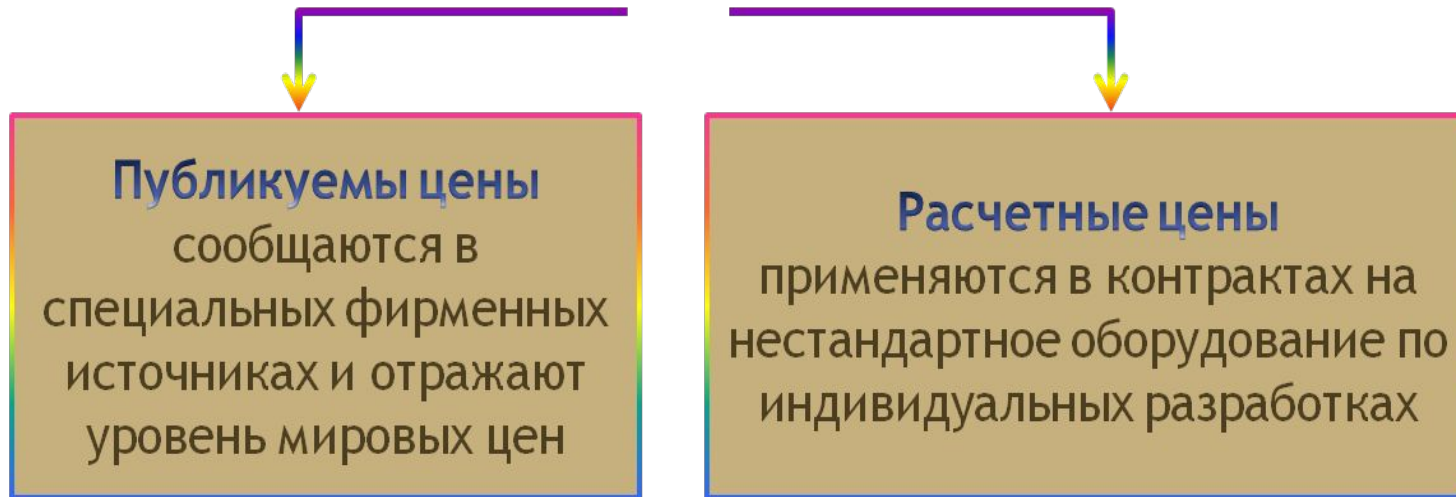 Публикуемы цены
сообщаются в
специальных фирменных
источниках и отражают
уровень мировых цен
Расчетные цены
применяются в контрактах на
нестандартное оборудование по
индивидуальных разработках